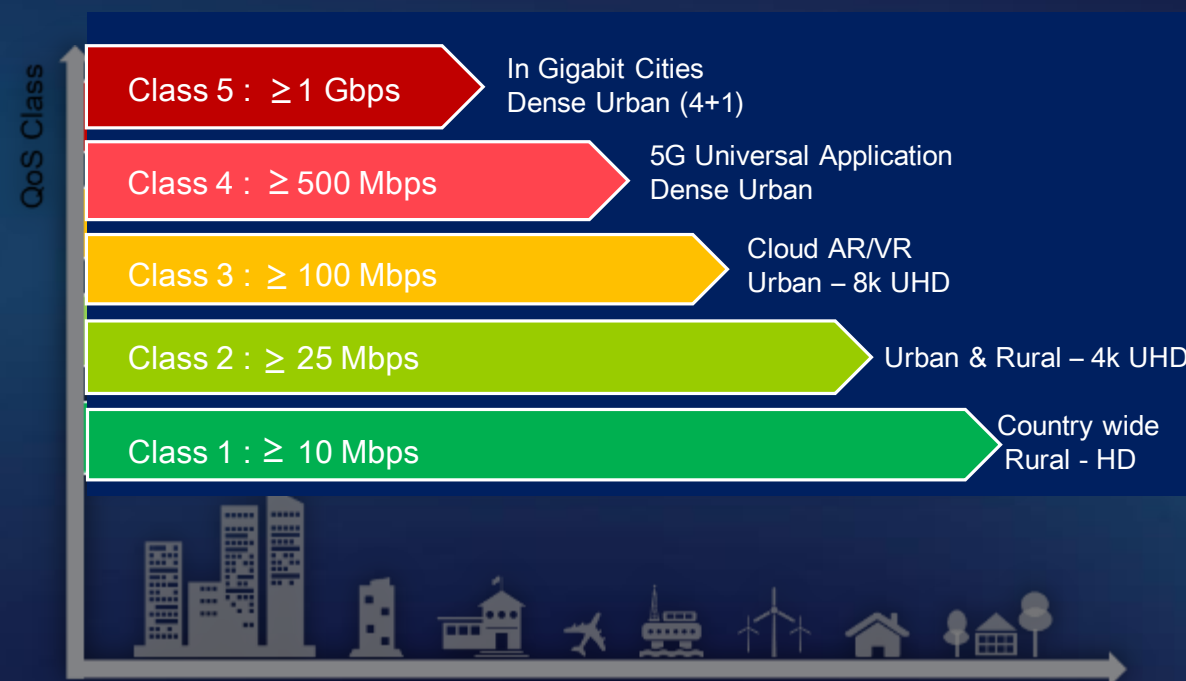 QoS Class
Class 5 : ≥ 1 Gbps
In Gigabit Cities
Dense Urban (4+1)
Class 4 : ≥ 500 Mbps
5G Universal Application
Dense Urban
Class 3 : ≥ 100 Mbps
Cloud AR/VR
Urban – 8k UHD
Class 2 : ≥ 25 Mbps
Urban & Rural – 4k UHD
Class 1 : ≥ 10 Mbps
Country wide
Rural - HD